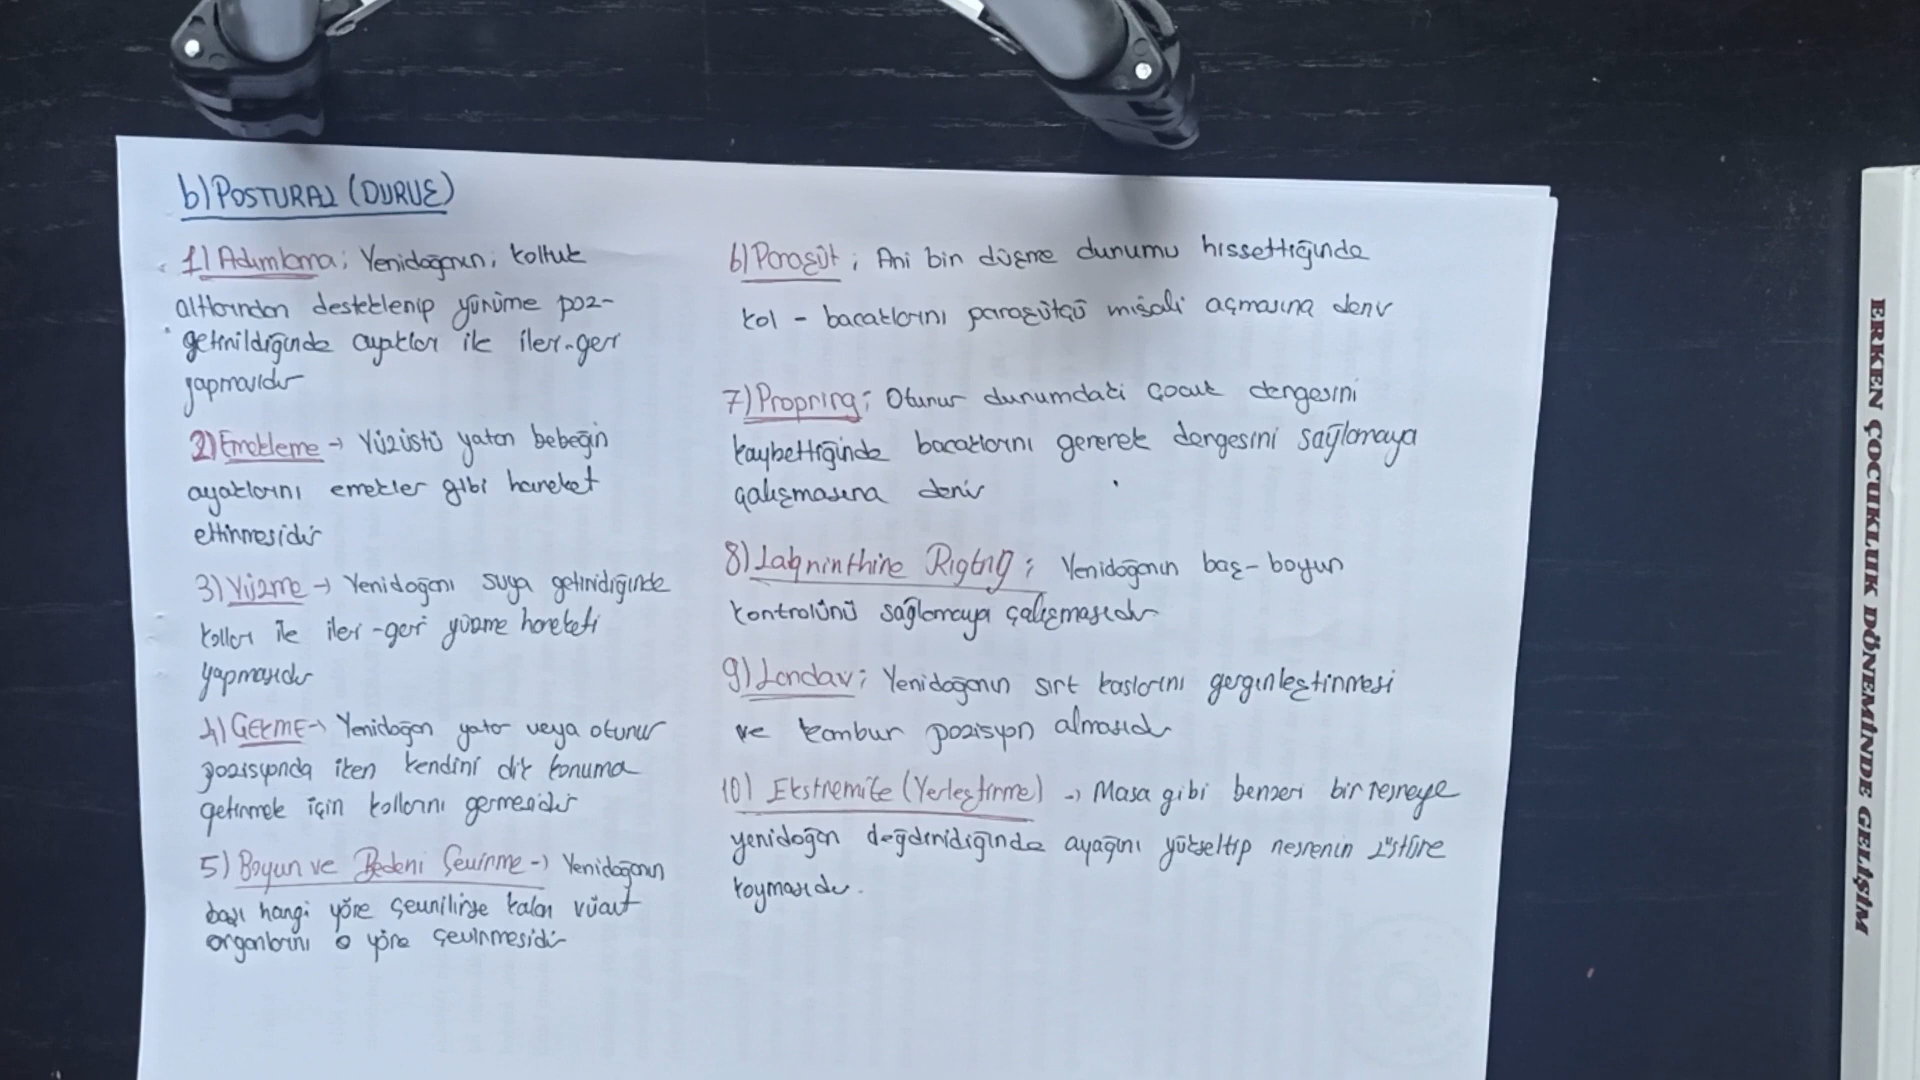 b) POSTURAL (DURUŞ)
1) Adımlama; Yenidoğanın; koltuk
altlarından desteklenip yürüme poz-
getirildiğinde ayaklar ile iler-geri
yapmasıdır
2) Emekleme → Yüzüstü yatan bebeğin
ayaklarını emekler gibi hareket
ettirmesidir
3) Yüzme → Yenidoğanı suya getirildiğinde
kolları ile ileri-geri yüzme hareketi
yapmasıdır
4) GERME → Yenidoğan yatar veya oturur
pozisyonda iken kendini dik konuma
getirmek için kollarını germesidir
5) Boyun ve Bedeni Çevirme → Yenidoğanın
başı hangi yöne çevrilirse kalan vücut
organlarını o yöne çevirmesidir
6) Paraşüt; Ani bir düşme durumu hissettiğinde
kol - bacaklarını paraşütçü misali açmasına denir
7) Propring; Oturur durumdaki çocuk dengesini
kaybettiğinde bacaklarını gererek dengesini sağlamaya
çalışmasına denir
8) Labyrinthine Rigting; Yenidoğanın baş-boyun
kontrolünü sağlamaya çalışmasıdır
9) Landav; Yenidoğanın sırt kaslarını gerginleştirmesi
ve kambur pozisyon almasıdır
10) Ekstremite (Yerleştirme) → Masa gibi benzeri bir nesneye
yenidoğan değdirildiğinde ayağını yükseltip nesnenin üstüne
koymasıdır.
ERKEN ÇOCUKLUK DÖNEMİNDE GELİŞİM